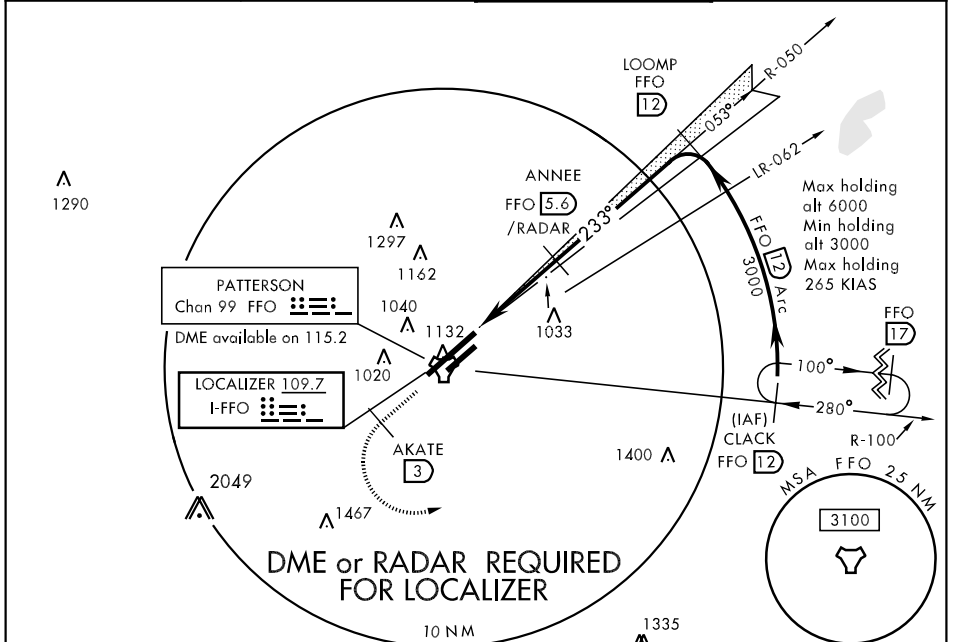 LOOMP
FFO
12
R-050
053°
LR-062
ANNEE
FFO 5.6
/RADAR
233°
Max holding
alt 6000
Min holding
alt 3000
Max holding
265 KIAS
FFO 12 Arc
3000
1290
1297
1162
1040
1132
1033
1020
PATTERSON
Chan 99 FFO
DME available on 115.2
LOCALIZER 109.7
I-FFO
FFO
17
100°
280°
R-100
(IAF)
CLACK
FFO 12
AKATE
3
1400
2049
1467
MSA FFO 25 NM
3100
DME or RADAR REQUIRED
FOR LOCALIZER
10 NM
1335